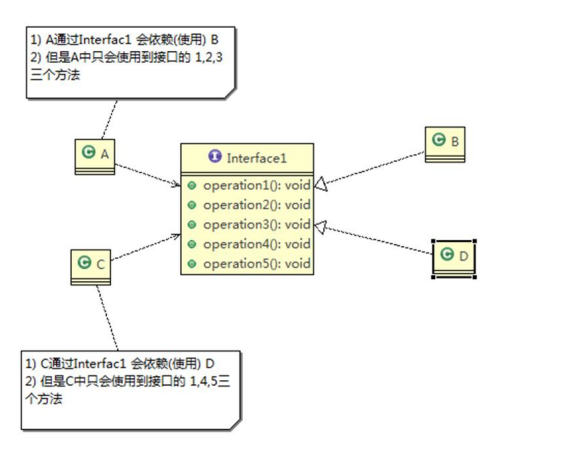 1) A通过Interfac1 会依赖(使用) B
2) 但是A中只会使用到接口的 1,2,3
三个方法
A
Interface1
B
operation1(): void
operation2(): void
operation3(): void
operation4(): void
operation5(): void
C
D
1) C通过Interfac1 会依赖(使用) D
2) 但是C中只会使用到接口的 1,4,5三
个方法